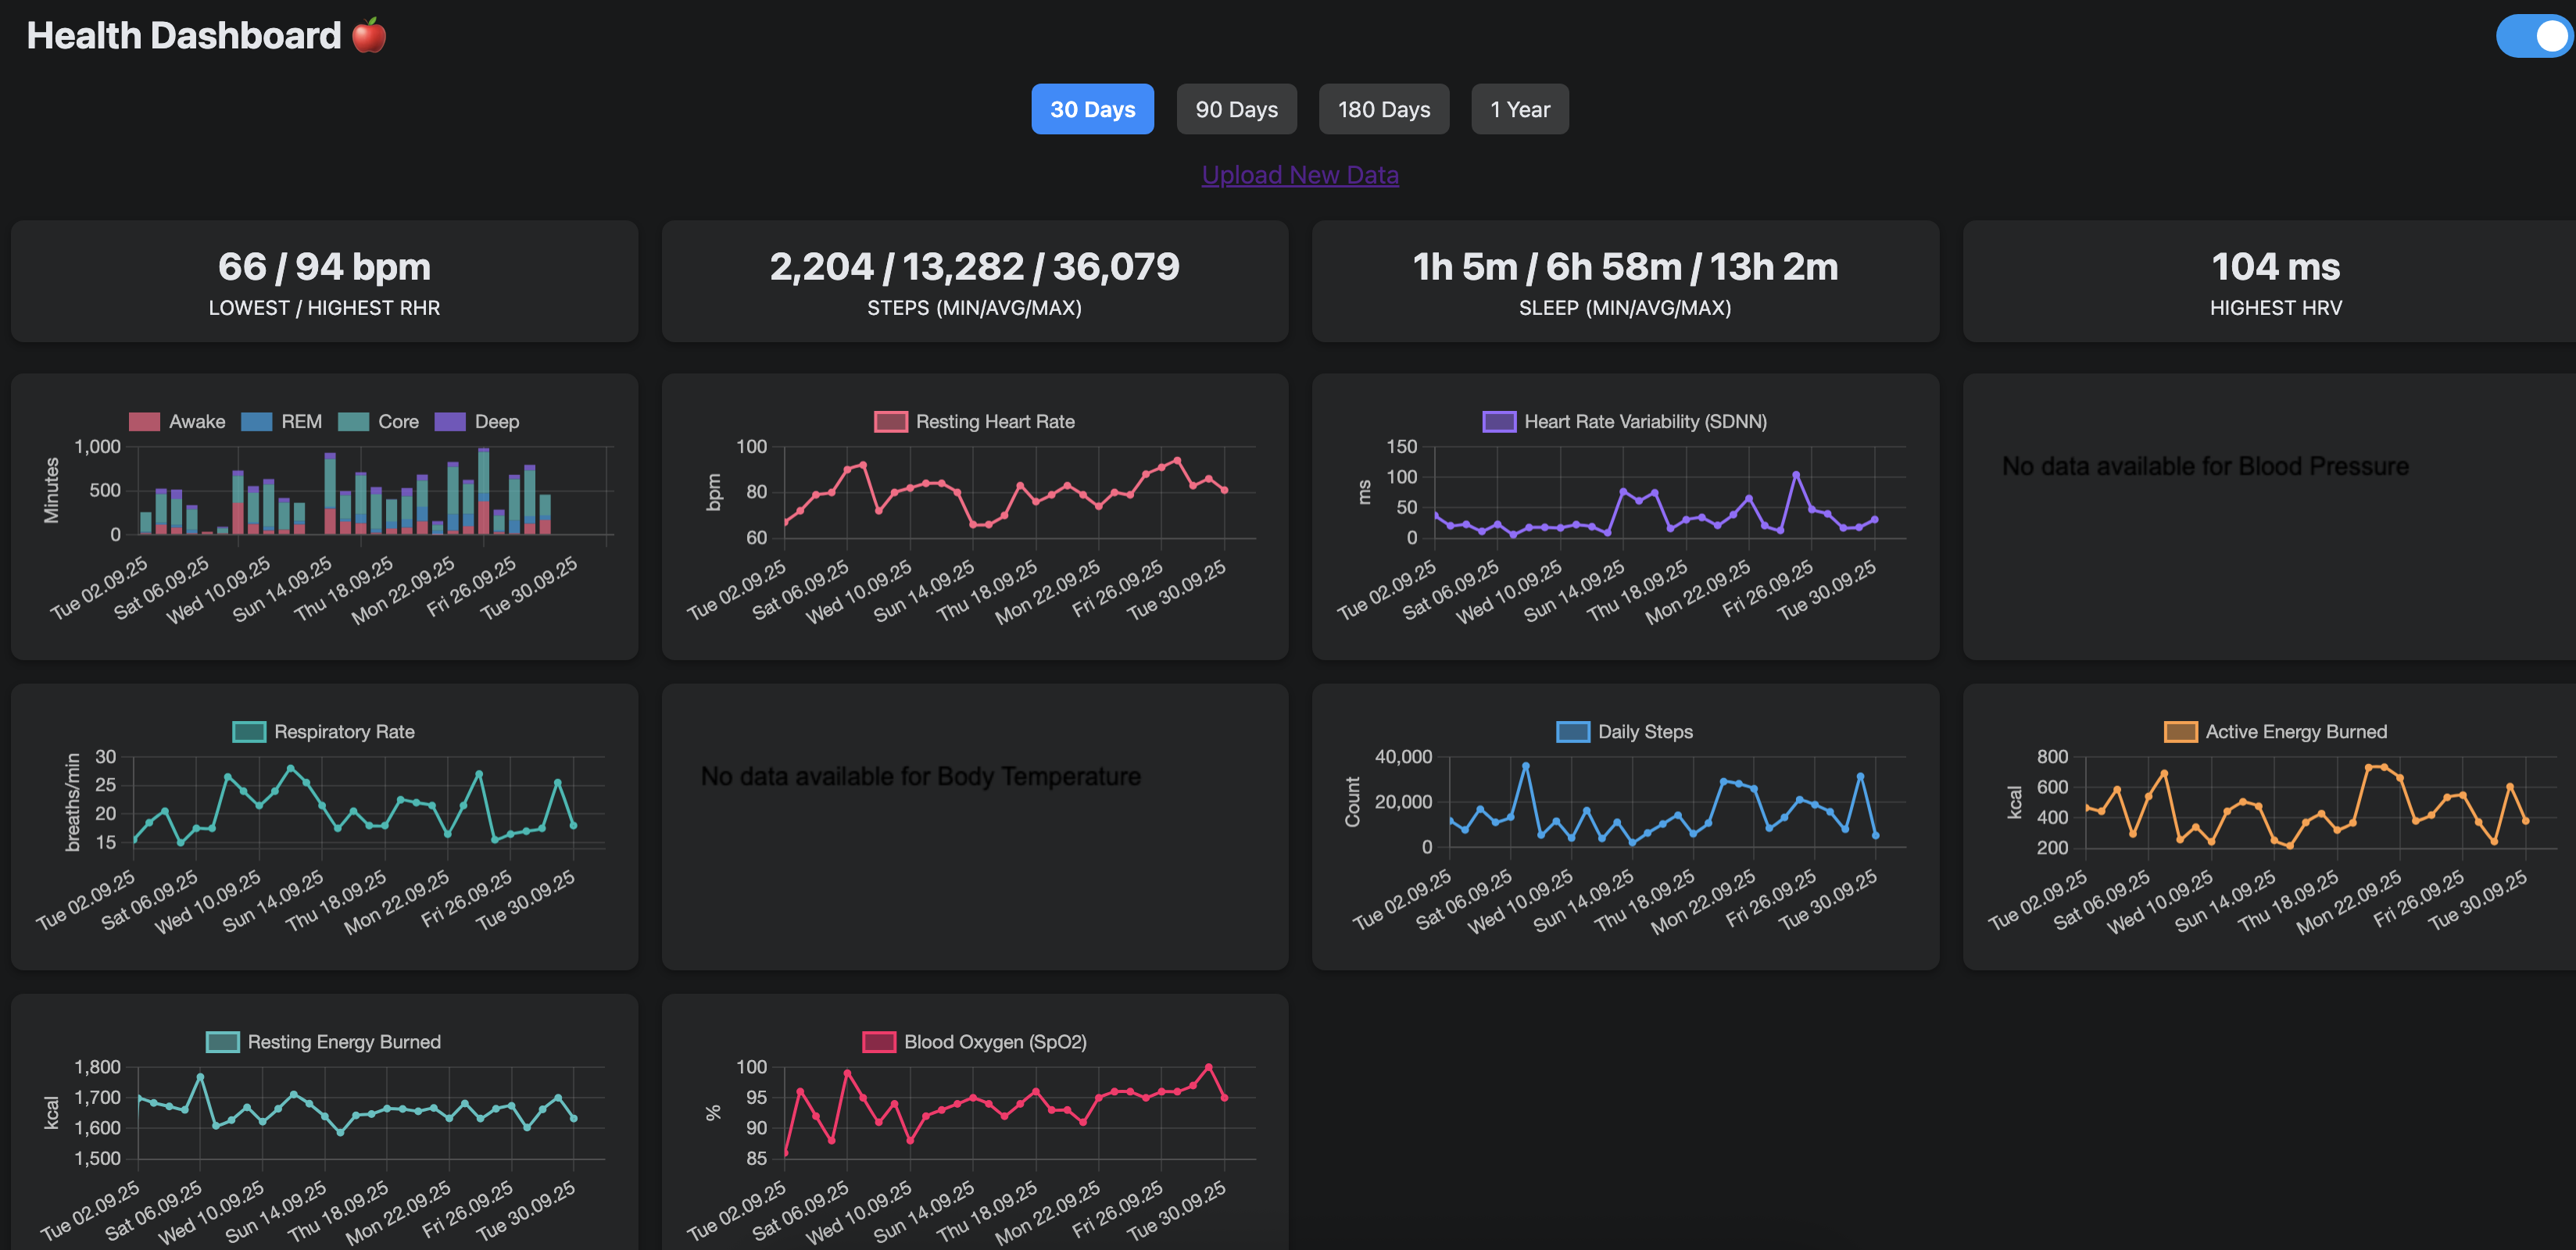 Health Dashboard 🍎
30 Days
90 Days
180 Days
1 Year
Upload New Data
66 / 94 bpm
LOWEST / HIGHEST RHR
2,204 / 13,282 / 36,079
STEPS (MIN/AVG/MAX)
1h 5m / 6h 58m / 13h 2m
SLEEP (MIN/AVG/MAX)
104 ms
HIGHEST HRV
Awake
REM
Core
Deep
Minutes
1,000
500
0
Tue 02.09.25
Sat 06.09.25
Wed 10.09.25
Sun 14.09.25
Thu 18.09.25
Mon 22.09.25
Fri 26.09.25
Tue 30.09.25
Resting Heart Rate
bpm
100
80
60
Tue 02.09.25
Sat 06.09.25
Wed 10.09.25
Sun 14.09.25
Thu 18.09.25
Mon 22.09.25
Fri 26.09.25
Tue 30.09.25
Heart Rate Variability (SDNN)
ms
150
100
50
0
Tue 02.09.25
Sat 06.09.25
Wed 10.09.25
Sun 14.09.25
Thu 18.09.25
Mon 22.09.25
Fri 26.09.25
Tue 30.09.25
No data available for Blood Pressure
Respiratory Rate
breaths/min
30
25
20
15
Tue 02.09.25
Sat 06.09.25
Wed 10.09.25
Sun 14.09.25
Thu 18.09.25
Mon 22.09.25
Fri 26.09.25
Tue 30.09.25
No data available for Body Temperature
Daily Steps
Count
40,000
20,000
0
Tue 02.09.25
Sat 06.09.25
Wed 10.09.25
Sun 14.09.25
Thu 18.09.25
Mon 22.09.25
Fri 26.09.25
Tue 30.09.25
Active Energy Burned
kcal
800
600
400
200
Tue 02.09.25
Sat 06.09.25
Wed 10.09.25
Sun 14.09.25
Thu 18.09.25
Mon 22.09.25
Fri 26.09.25
Tue 30.09.25
Resting Energy Burned
kcal
1,800
1,700
1,600
1,500
Tue 02.09.25
Sat 06.09.25
Wed 10.09.25
Sun 14.09.25
Thu 18.09.25
Mon 22.09.25
Fri 26.09.25
Tue 30.09.25
Blood Oxygen (SpO2)
%
100
95
90
85
Tue 02.09.25
Sat 06.09.25
Wed 10.09.25
Sun 14.09.25
Thu 18.09.25
Mon 22.09.25
Fri 26.09.25
Tue 30.09.25